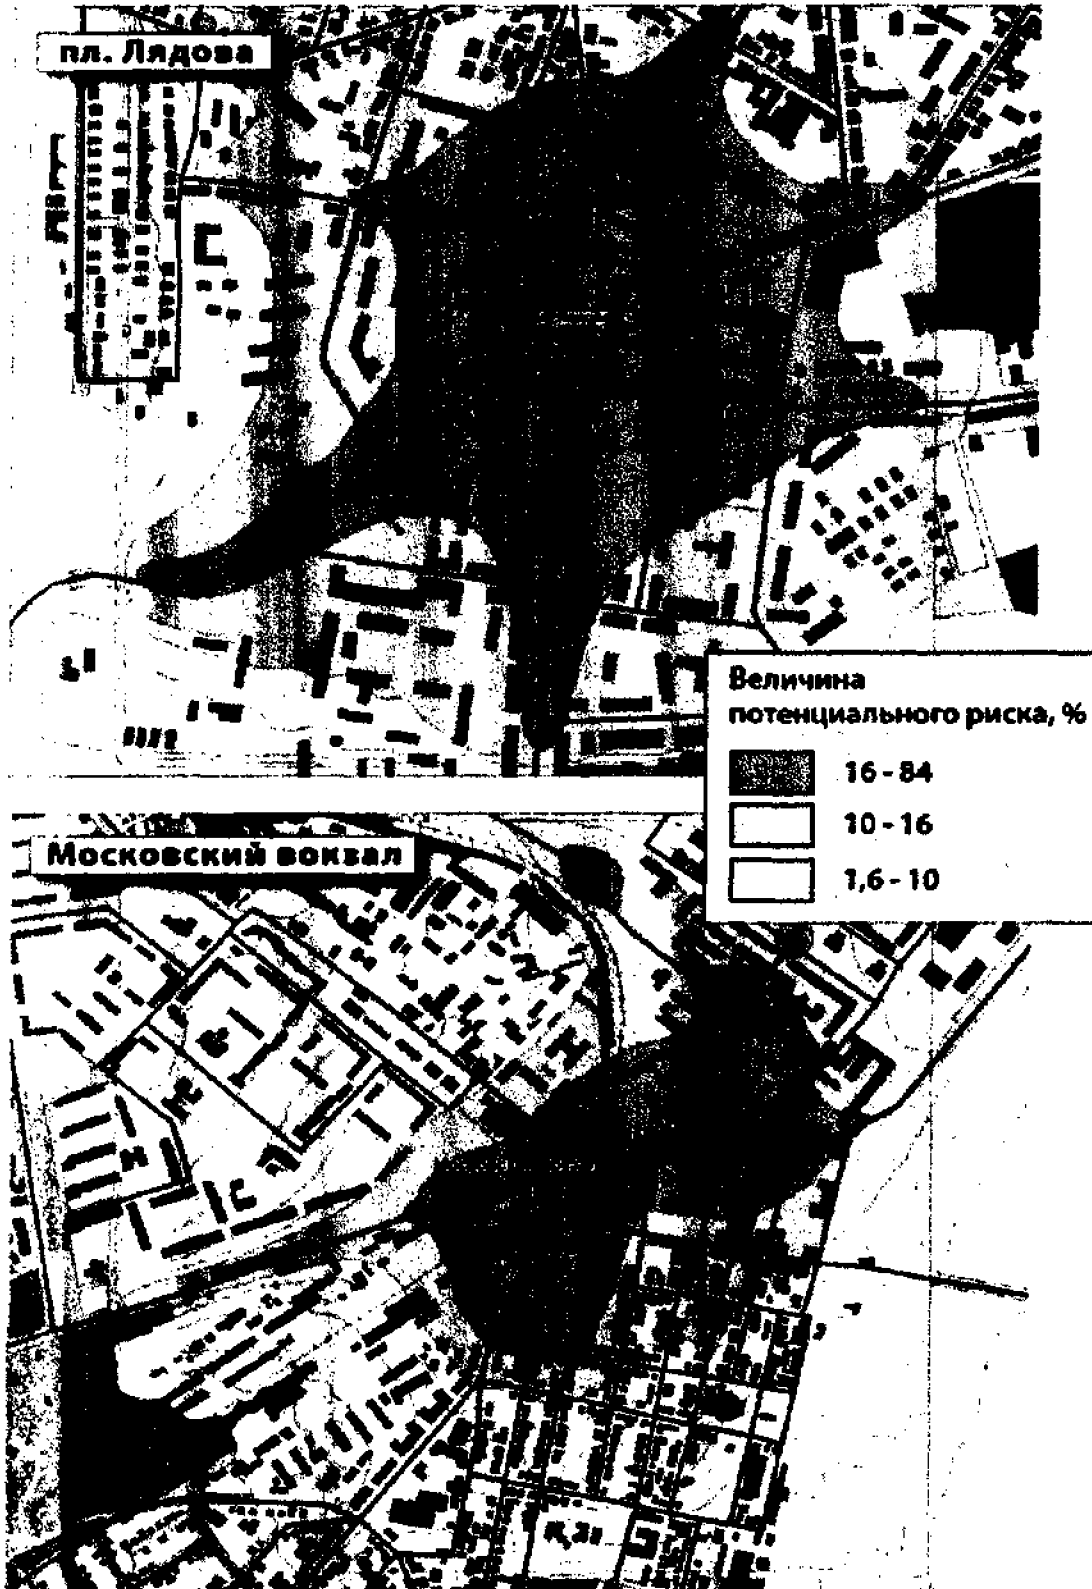 пл. Лядова
Величина
потенциального риска, %
16 - 84
10 - 16
1,6 - 10
Московский вокзал